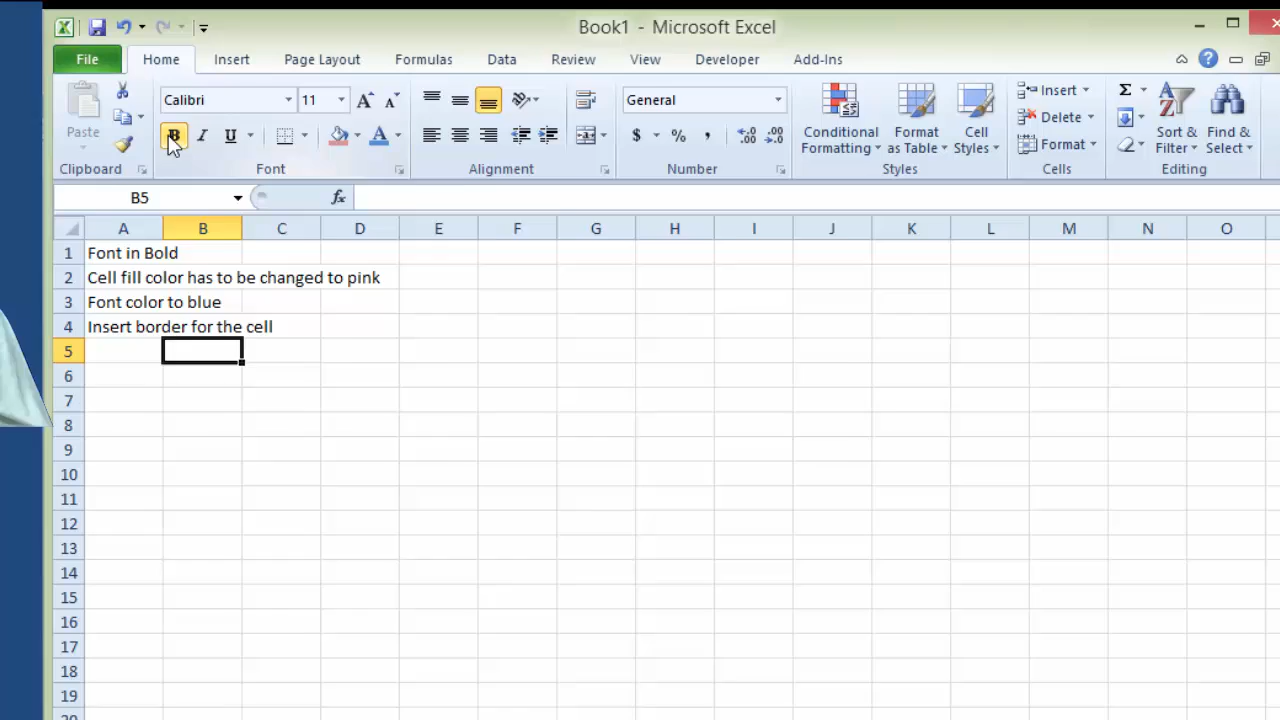 Book1 - Microsoft Excel
File Home Insert Page Layout Formulas Data Review View Developer Add-Ins
Calibri 11 General Insert Σ
Paste Conditional Formatting Format as Table Cell Styles Delete Sort & Filter Find & Select
B I U A $ % , Format
Clipboard Font Alignment Number Styles Cells Editing
B5 fx
A B C D E F G H I J K L M N O
1 Font in Bold
2 Cell fill color has to be changed to pink
3 Font color to blue
4 Insert border for the cell
5
6
7
8
9
10
11
12
13
14
15
16
17
18
19